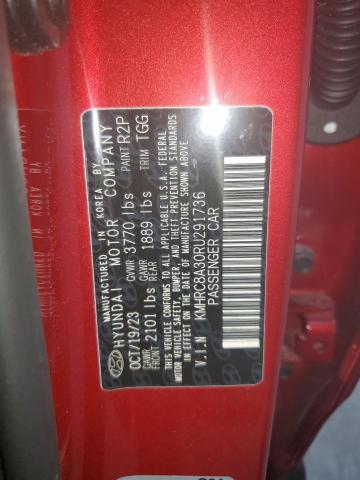 MANUFACTURED IN KOREA BY
HYUNDAI MOTOR COMPANY
OCT/19/23 GVWR 3770 lbs PAINT R2P
GAWR FRONT 2101 lbs GAWR REAR 1889 lbs TRIM TGG
THIS VEHICLE CONFORMS TO ALL APPLICABLE U.S.A. FEDERAL
MOTOR VEHICLE SAFETY, BUMPER, AND THEFT PREVENTION STANDARDS
IN EFFECT ON THE DATE OF MANUFACTURE SHOWN ABOVE.
V.I.N KMHRC8A30RU291736
PASSENGER CAR